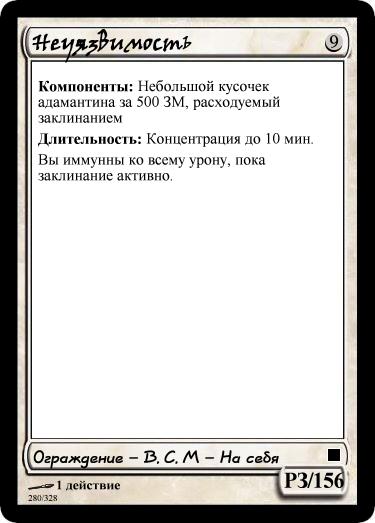 Неуязвимость 9
Компоненты: Небольшой кусочек
адамантина за 500 ЗМ, расходуемый
заклинанием
Длительность: Концентрация до 10 мин.
Вы иммунны ко всему урону, пока
заклинание активно.
Ограждение – В, С, М – На себя
РЗ/156
1 действие
280/328